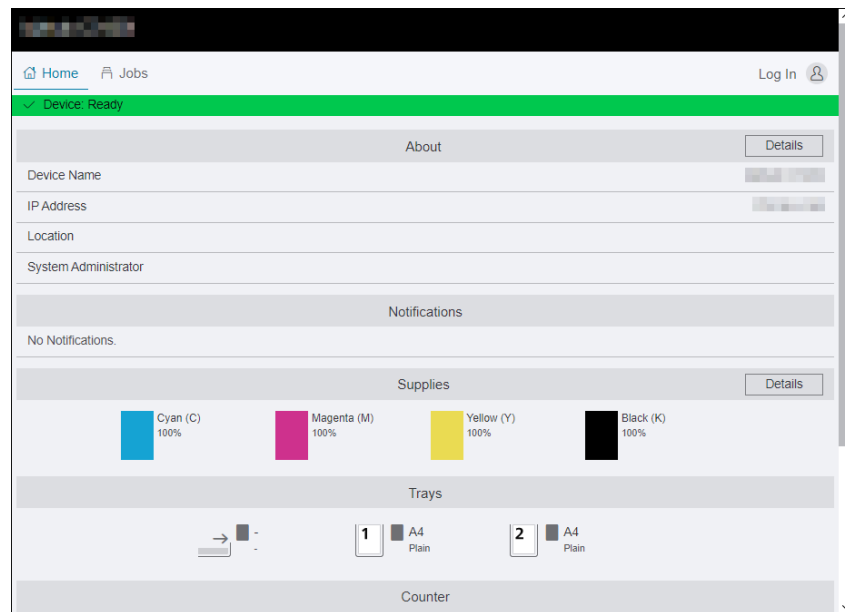 Home Jobs Log In
Device: Ready
About Details
Device Name
IP Address
Location
System Administrator
Notifications
No Notifications.
Supplies Details
Cyan (C) Magenta (M) Yellow (Y) Black (K)
100% 100% 100% 100%
Trays
- 1 A4 2 A4
- Plain Plain
Counter